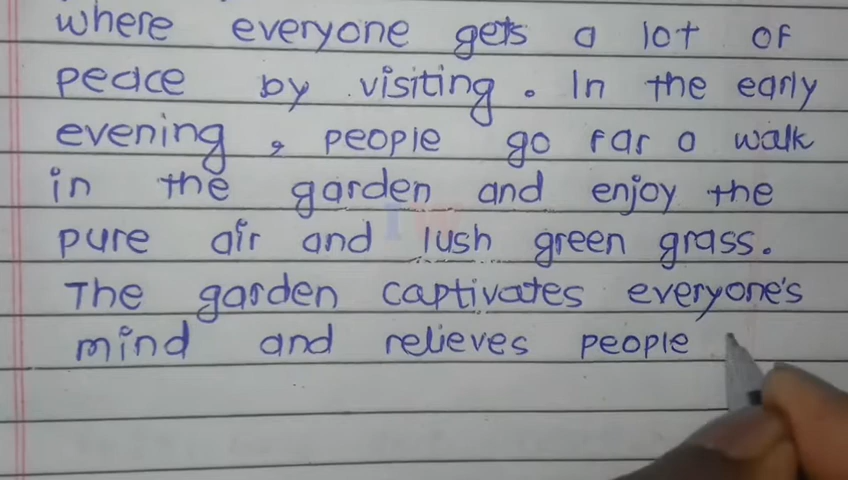 where everyone gets a lot of
peace by visiting. In the early
evening, people go far a walk
in the garden and enjoy the
pure air and lush green grass.
The garden captivates everyone's
mind and relieves people